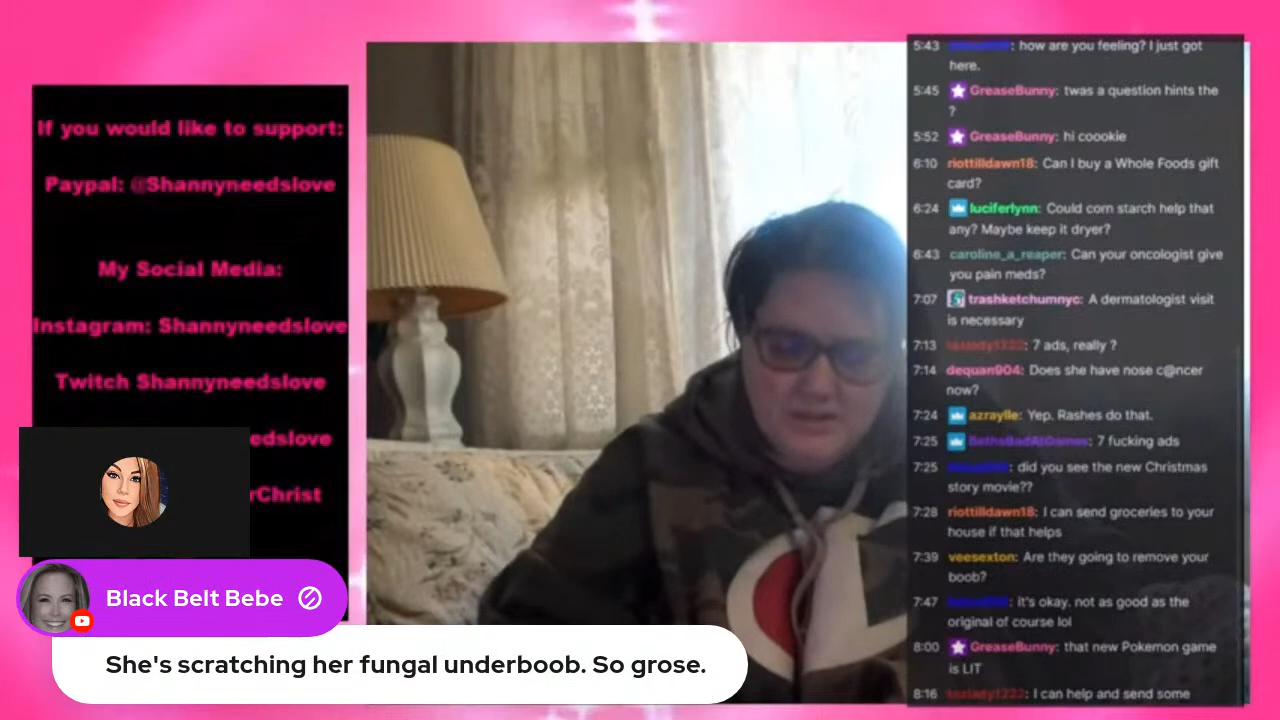 If you would like to support:
Paypal: @Shannyneedslove
My Social Media:
Instagram: Shannyneedslove
Twitch Shannyneedslove
edslove
rChrist
Black Belt Bebe
She's scratching her fungal underboob. So grose.
5:43 : how are you feeling? I just got
here.
5:45 GreaseBunny: twas a question hints the
?
5:52 GreaseBunny: hi coookie
6:10 riottilldawn18: Can I buy a Whole Foods gift
card?
6:24 luciferlynn: Could corn starch help that
any? Maybe keep it dryer?
6:43 caroline_a_reaper: Can your oncologist give
you pain meds?
7:07 trashketchumnyc: A dermatologist visit
is necessary
7:13 : 7 ads, really ?
7:14 dequan904: Does she have nose c@ncer
now?
7:24 azraylle: Yep. Rashes do that.
7:25 BethsBadAtGames: 7 fucking ads
7:25 : did you see the new Christmas
story movie??
7:28 riottilldawn18: I can send groceries to your
house if that helps
7:39 veesexton: Are they going to remove your
boob?
7:47 : it's okay. not as good as the
original of course lol
8:00 GreaseBunny: that new Pokemon game
is LIT
8:16 : I can help and send some